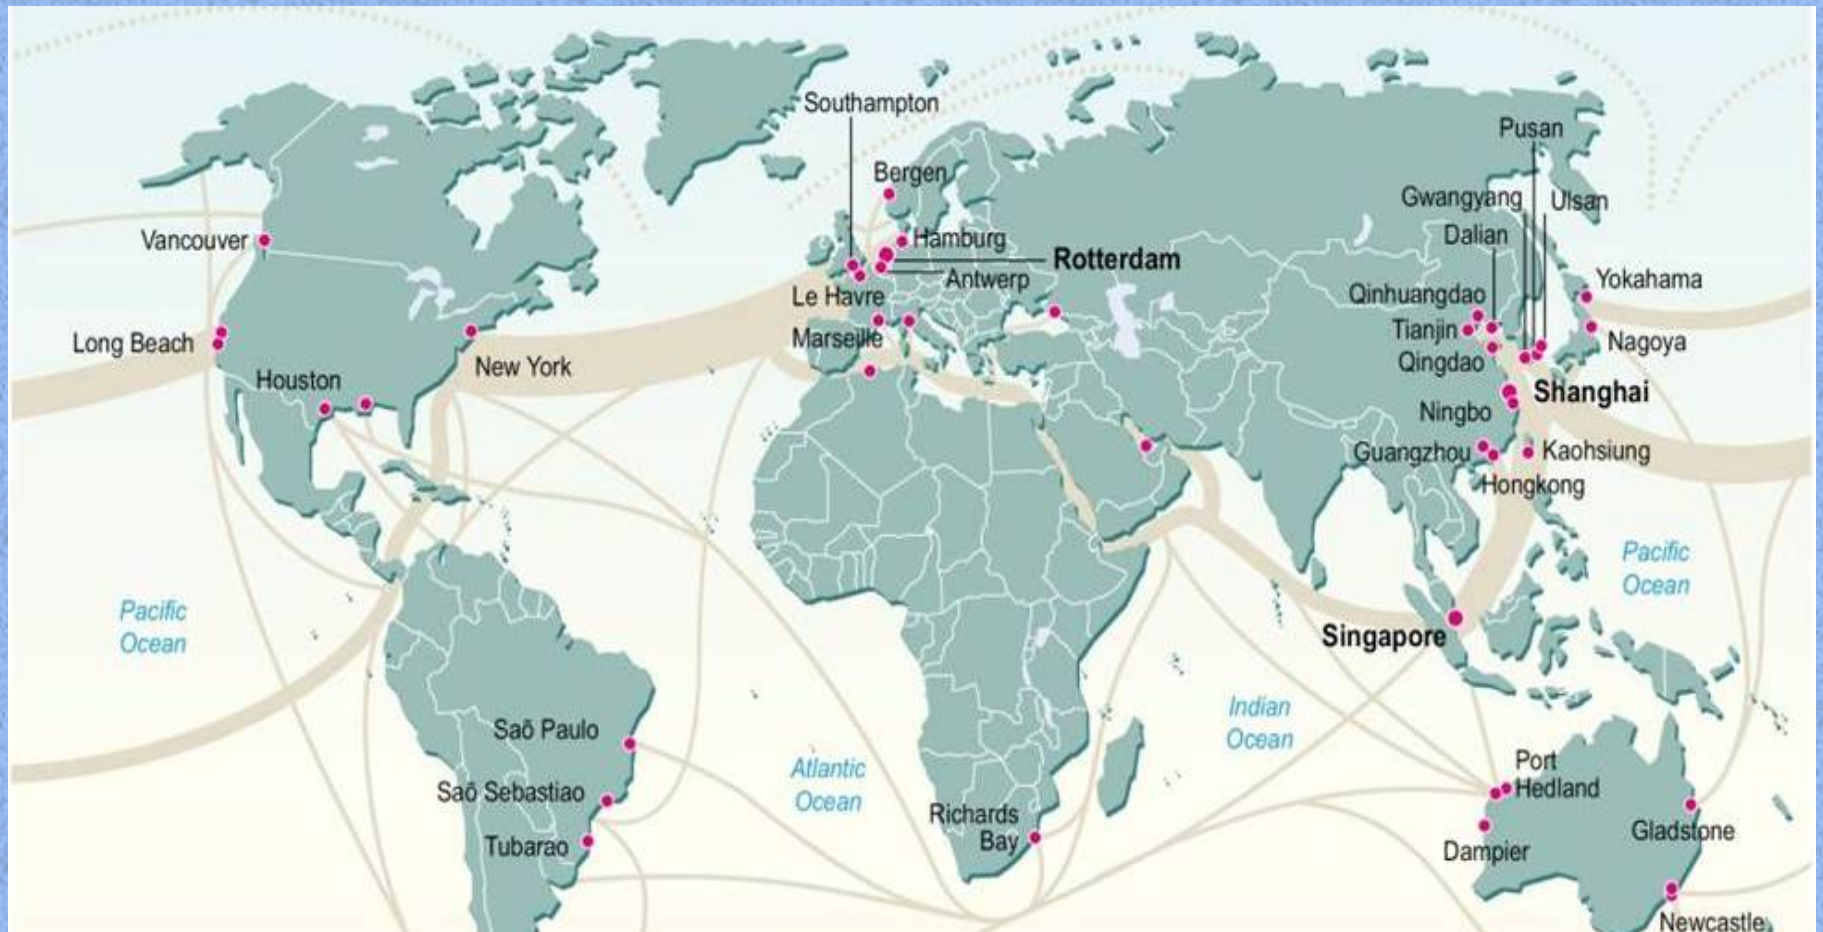 Southampton
Pusan
Bergen
Gwangyang
Ulsan
Dalian
Vancouver
Hamburg
Rotterdam
Antwerp
Yokahama
Le Havre
Qinhuangdao
Long Beach
Marseille
Tianjin
Nagoya
New York
Qingdao
Houston
Shanghai
Ningbo
Guangzhou
Kaohsiung
Hongkong
Pacific
Ocean
Pacific
Ocean
Singapore
Indian
Ocean
Saõ Paulo
Atlantic
Ocean
Port
Hedland
Saõ Sebastiao
Richards
Bay
Gladstone
Tubarao
Dampier
Newcastle